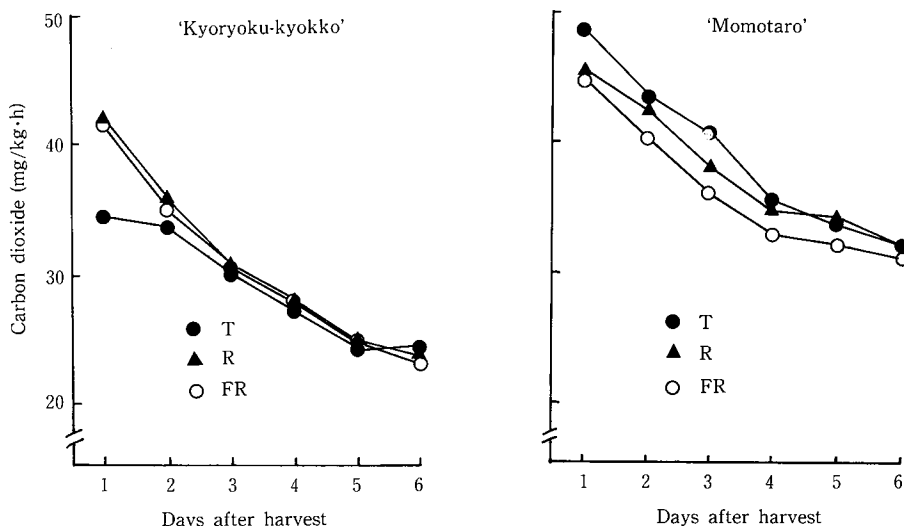 'Kyoryoku-kyokko'
50
40
30
20
Carbon dioxide (mg/kg·h)
T
R
FR
1 2 3 4 5 6
Days after harvest
'Momotaro'
T
R
FR
1 2 3 4 5 6
Days after harvest